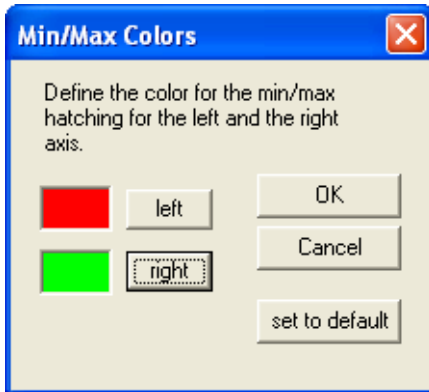 Min/Max Colors
Define the color for the min/max
hatching for the left and the right
axis.
left
OK
right
Cancel
set to default